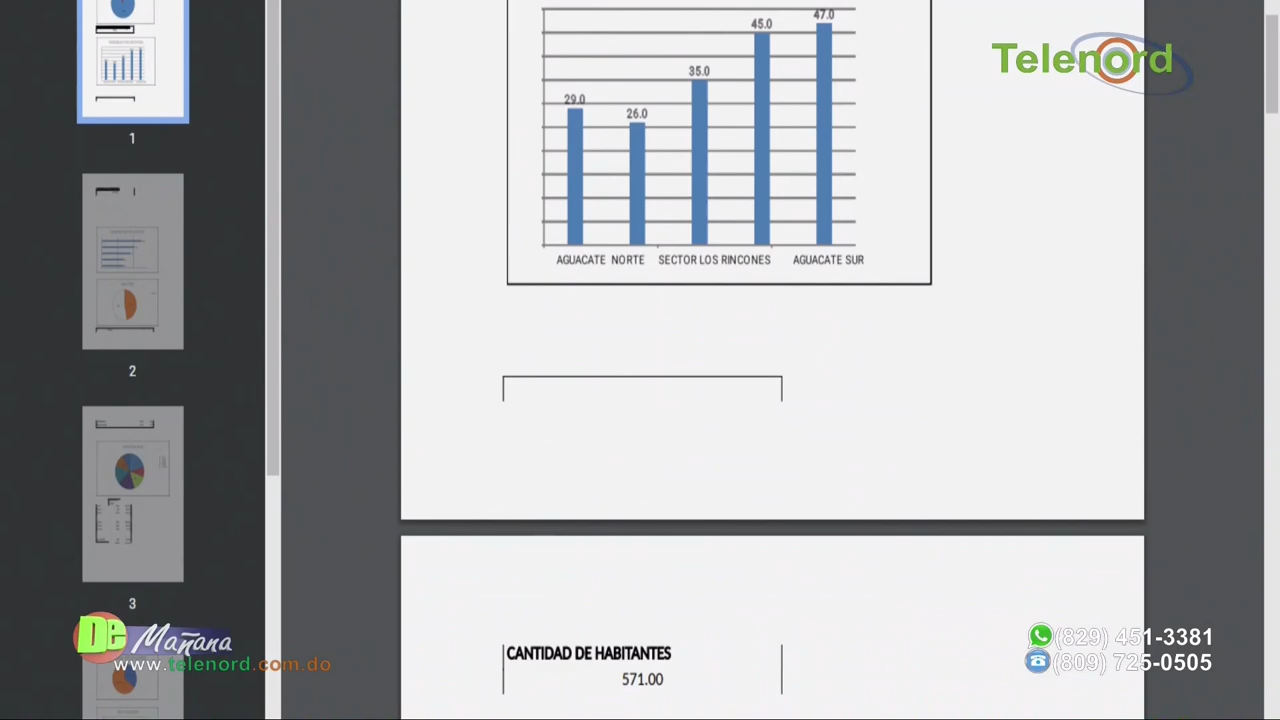 47.0
45.0
Telenord
35.0
29.0
26.0
1
AGUACATE NORTE SECTOR LOS RINCONES AGUACATE SUR
2
3
De Mañana
www.telenord.com.do
(829) 451-3381
(809) 725-0505
CANTIDAD DE HABITANTES
571.00